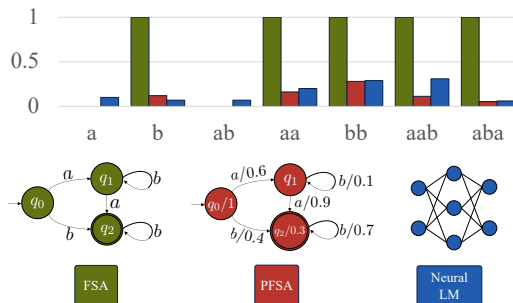 1
0.5
0
a b ab aa bb aab aba
q0 a q1 b a b q2 b
q0/1 a/0.6 q1 b/0.1 a/0.9 b/0.4 q2/0.3 b/0.7
FSA PFSA Neural
LM